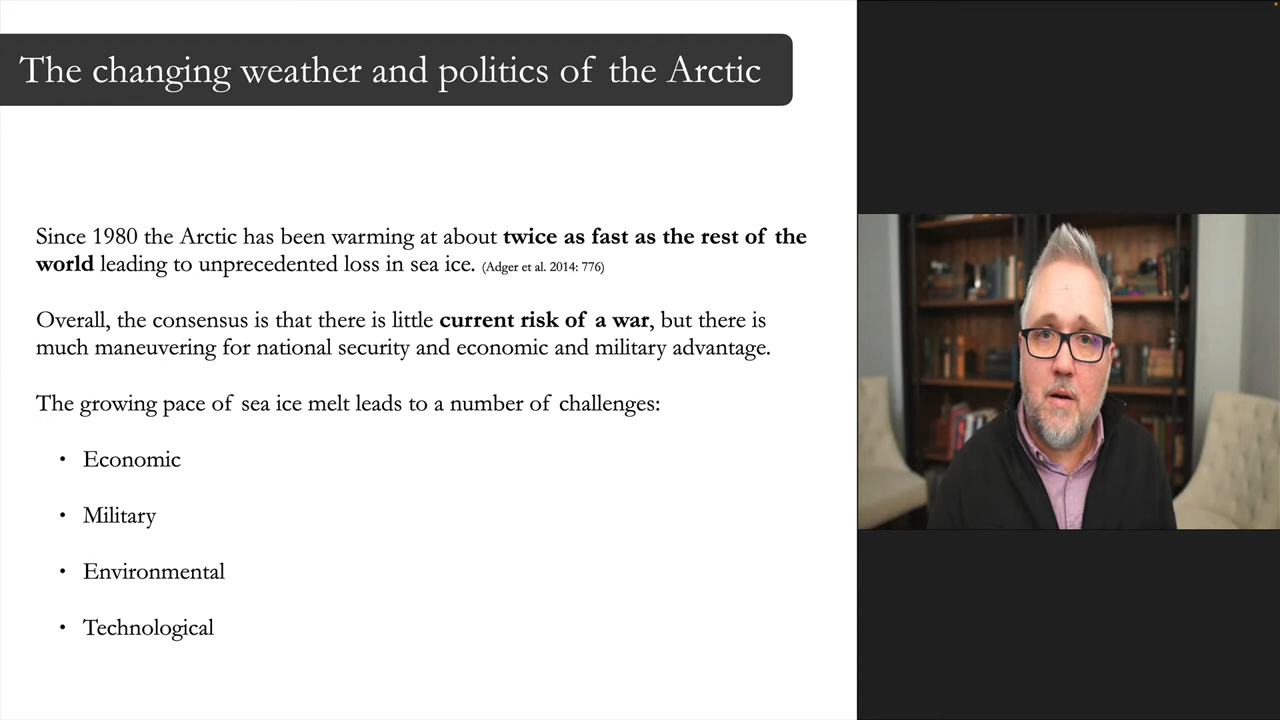 The changing weather and politics of the Arctic
Since 1980 the Arctic has been warming at about twice as fast as the rest of the
world leading to unprecedented loss in sea ice. (Adger et al. 2014: 776)
Overall, the consensus is that there is little current risk of a war, but there is
much maneuvering for national security and economic and military advantage.
The growing pace of sea ice melt leads to a number of challenges:
• Economic
• Military
• Environmental
• Technological